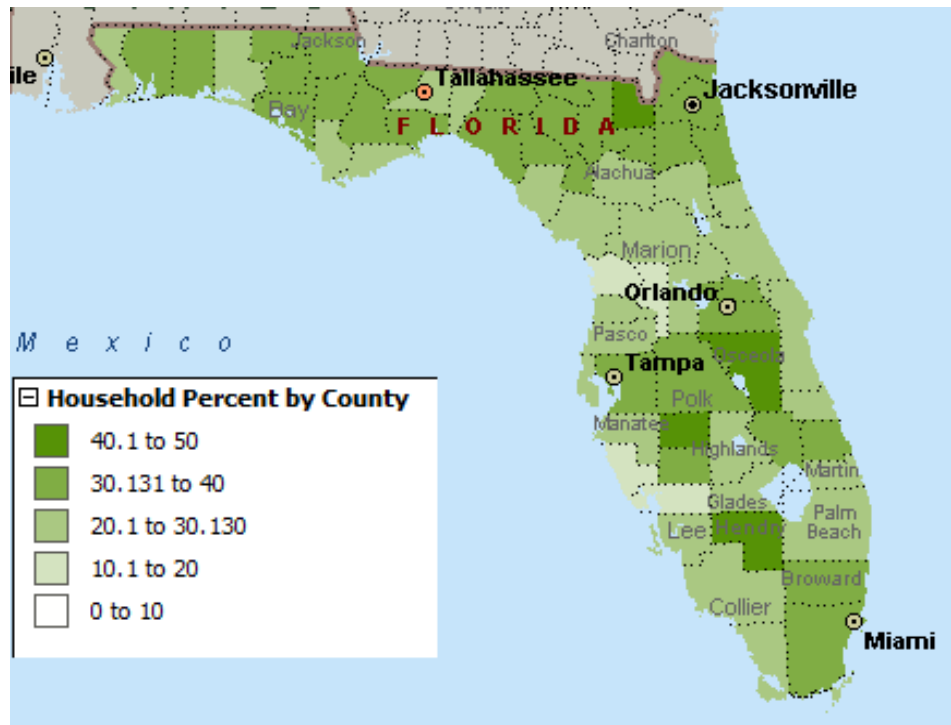 Jackson
Charlton
ile
Tallahassee
Jacksonville
Bay
FLORIDA
Alachua
Marion
Orlando
Pasco
Osceola
Mexico
Tampa
Polk
Manatee
Highlands
Martin
Glades
Palm
Beach
Lee
Hendry
Broward
Collier
Miami
Household Percent by County
40.1 to 50
30.131 to 40
20.1 to 30.130
10.1 to 20
0 to 10